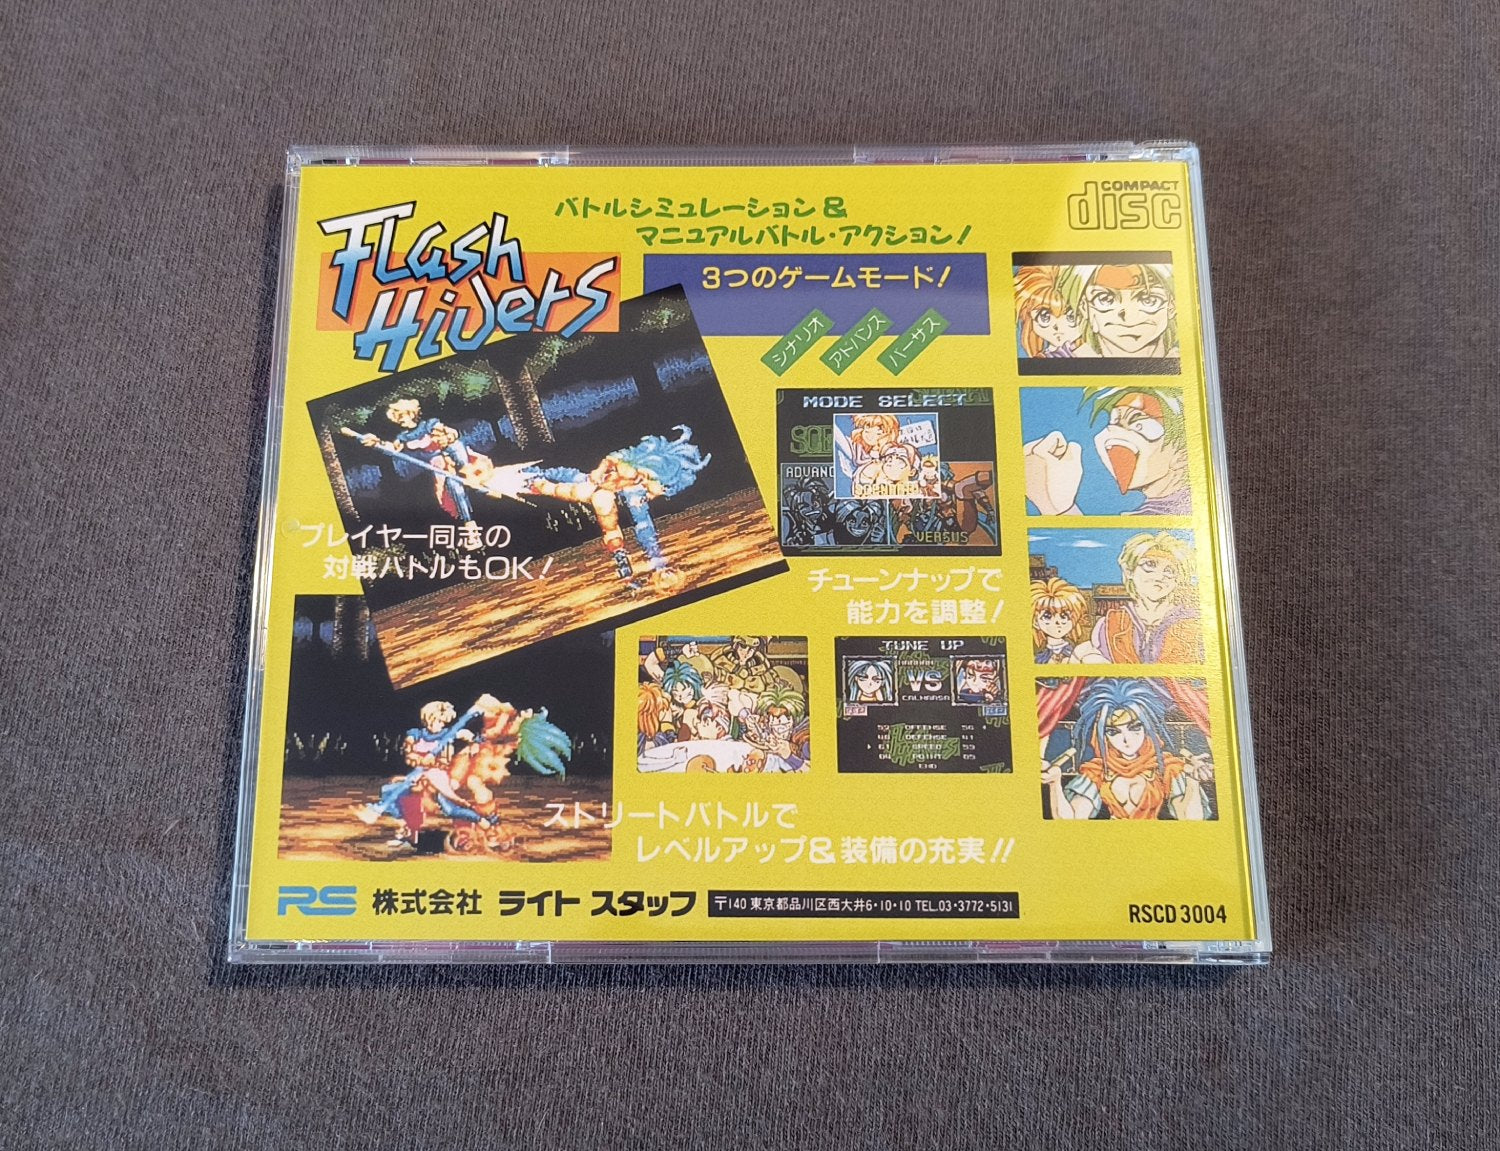 Flash
Hiders
バトルシミュレーション&
マニュアルバトル・アクション!
COMPACT
disc
3つのゲームモード!
シナリオ
アドバンス
バーサス
MODE SELECT
ADVANC
VERSUS
プレイヤー同志の
対戦バトルもOK!
チューンナップで
能力を調整!
TUNE UP
VS
OFFENSE
DEFENSE
SPEED
POINT
END
ストリートバトルで
レベルアップ&装備の充実!!
RS 株式会社 ライト スタッフ 〒140 東京都品川区西大井6・10・10 TEL.03・3772・5131
RSCD 3004